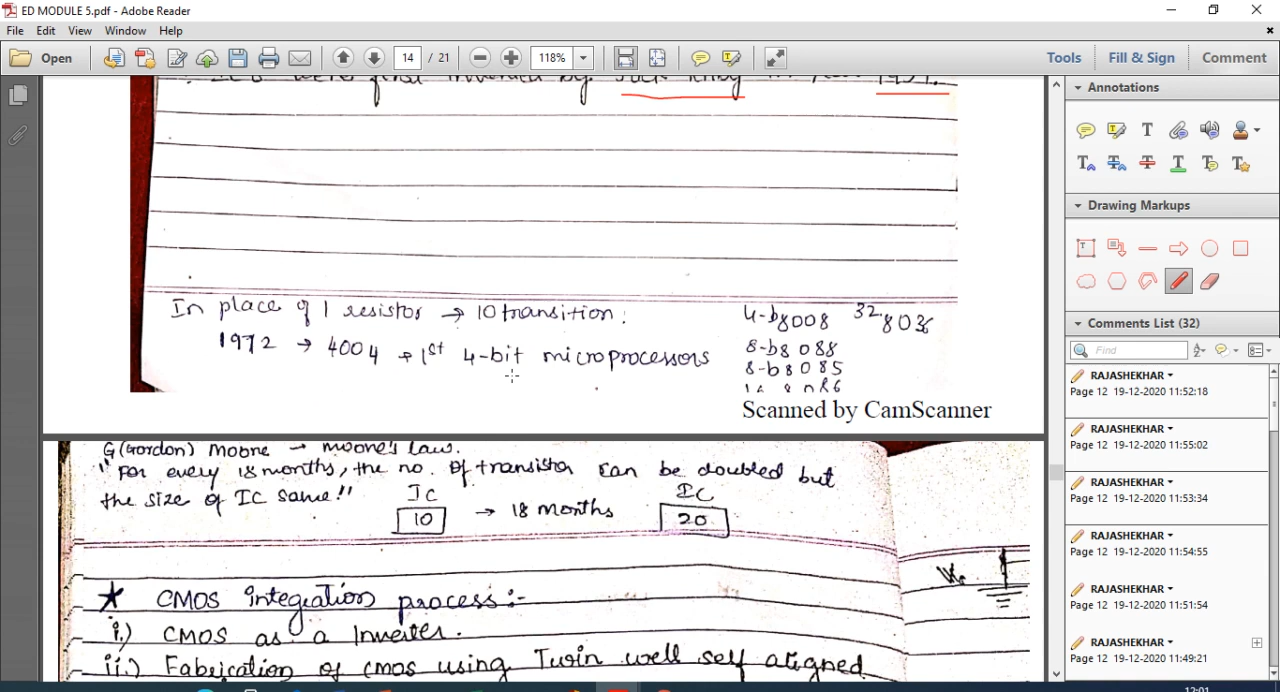 ED MODULE 5.pdf - Adobe Reader
File Edit View Window Help
Open 14 / 21 118% Tools Fill & Sign Comment
by Jack
In place of 1 resistor → 10 transition.
1972 → 4004 → 1st 4-bit microprocessors
4-b 8008 32 8036
8-b 8088
8-b 8085
Scanned by CamScanner
G(Gordon) Moore → Moore's Law.
"For every 18 months, the no. of transistor can be doubled but
the size of IC same!"
IC IC
10 → 18 months 20
★ CMOS integration process:-
i.) CMOS as a Inverter.
ii.) Fabrication of cmos using Twin well self aligned
Annotations
T
Drawing Markups
Comments List (32)
Find
RAJASHEKHAR
Page 12 19-12-2020 11:52:18
RAJASHEKHAR
Page 12 19-12-2020 11:55:02
RAJASHEKHAR
Page 12 19-12-2020 11:53:34
RAJASHEKHAR
Page 12 19-12-2020 11:54:55
RAJASHEKHAR
Page 12 19-12-2020 11:51:54
RAJASHEKHAR
Page 12 19-12-2020 11:49:21
12:01